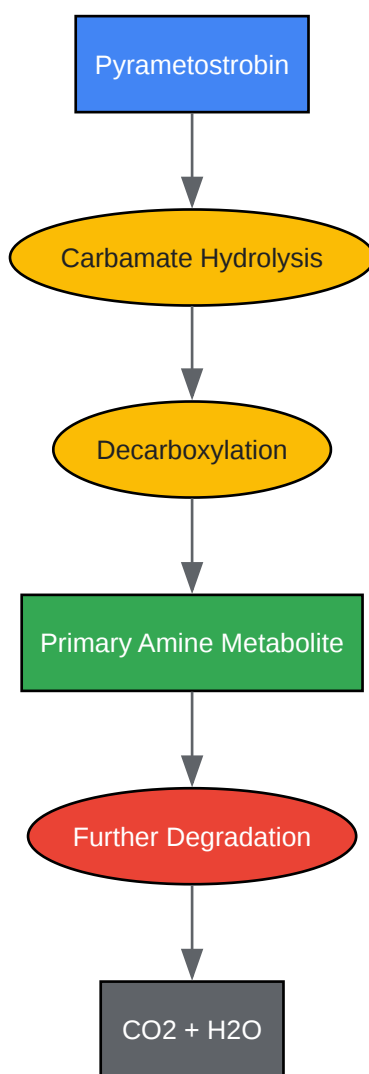 Pyrametostrobin
Carbamate Hydrolysis
Decarboxylation
Primary Amine Metabolite
Further Degradation
CO2 + H2O